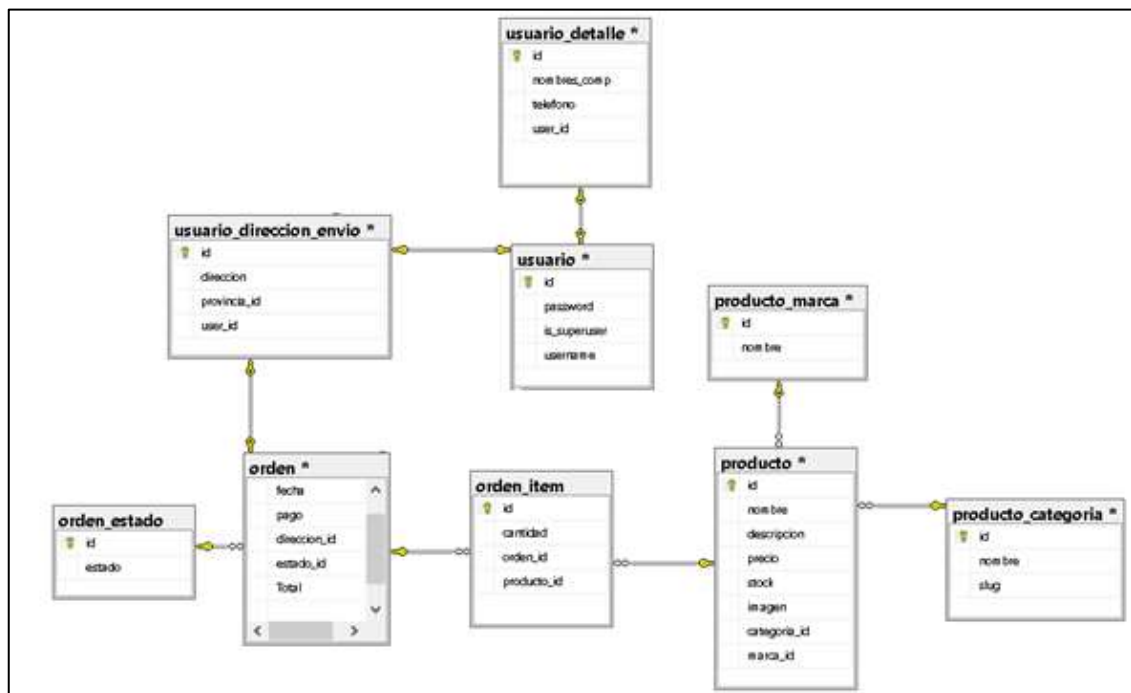 usuario_detalle *
id
nombres_comp
telefono
user_id
usuario_direccion_envio *
id
direccion
provincia_id
user_id
usuario *
id
password
is_superuser
username
producto_marca *
id
nombre
orden *
fecha
pago
direccion_id
estado_id
Total
orden_estado
id
estado
orden_item
id
cantidad
orden_id
producto_id
producto *
id
nombre
descripcion
precio
stock
imagen
categoria_id
marca_id
producto_categoria *
id
nombre
slug